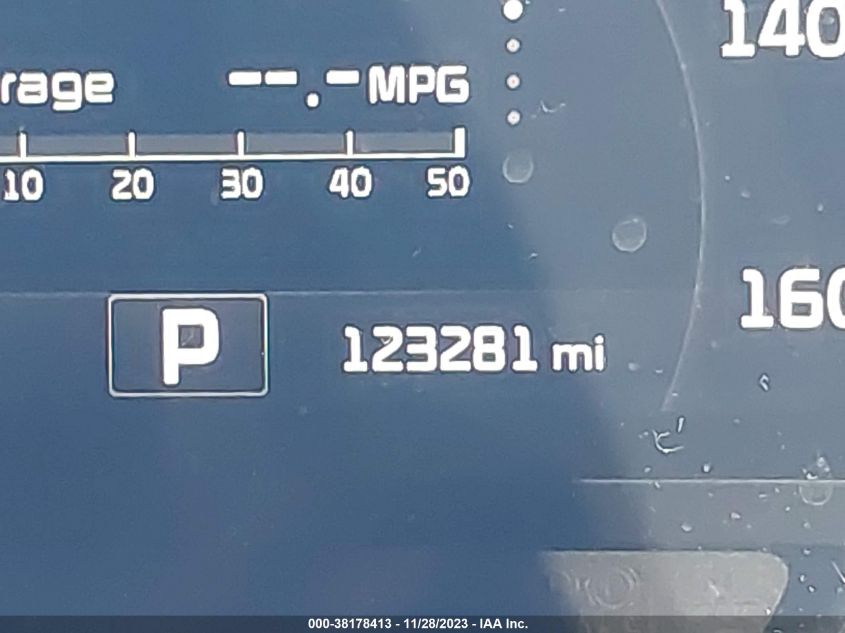 140
rage --.- MPG
10 20 30 40 50
160
P 123281 mi
000-38178413 - 11/28/2023 - IAA Inc.